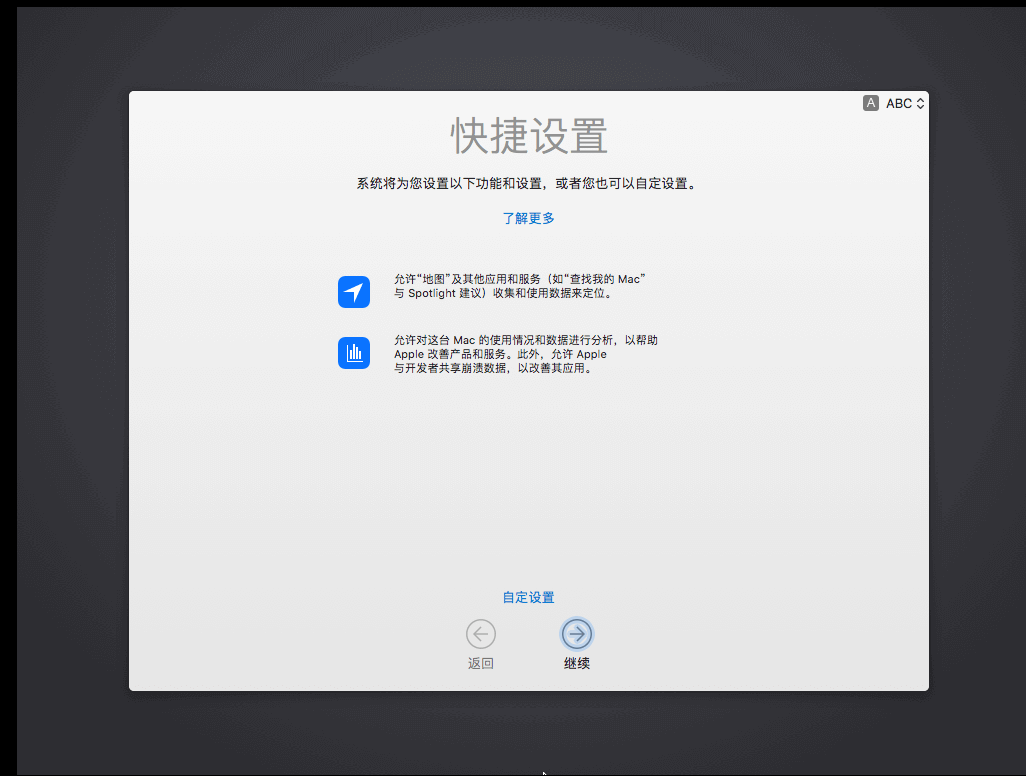 A ABC
快捷设置
系统将为您设置以下功能和设置，或者您也可以自定设置。
了解更多
允许“地图”及其他应用和服务（如“查找我的 Mac”
与 Spotlight 建议）收集和使用数据来定位。
允许对这台 Mac 的使用情况和数据进行分析，以帮助
Apple 改善产品和服务。此外，允许 Apple
与开发者共享崩溃数据，以改善其应用。
自定设置
返回 继续